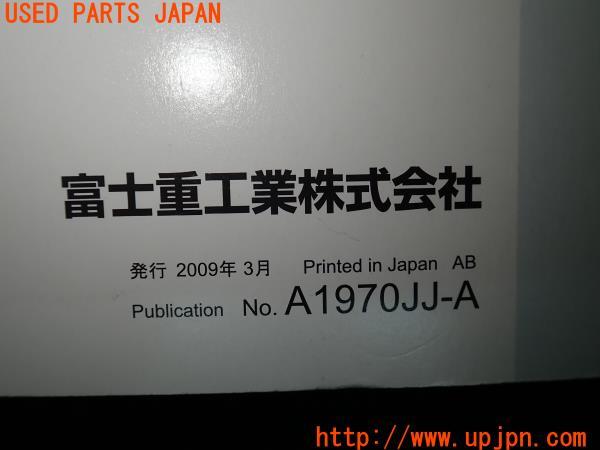 USED PARTS JAPAN
富士重工業株式会社
発行 2009年 3月 Printed in Japan AB
Publication No. A1970JJ-A
http://www.upjpn.com